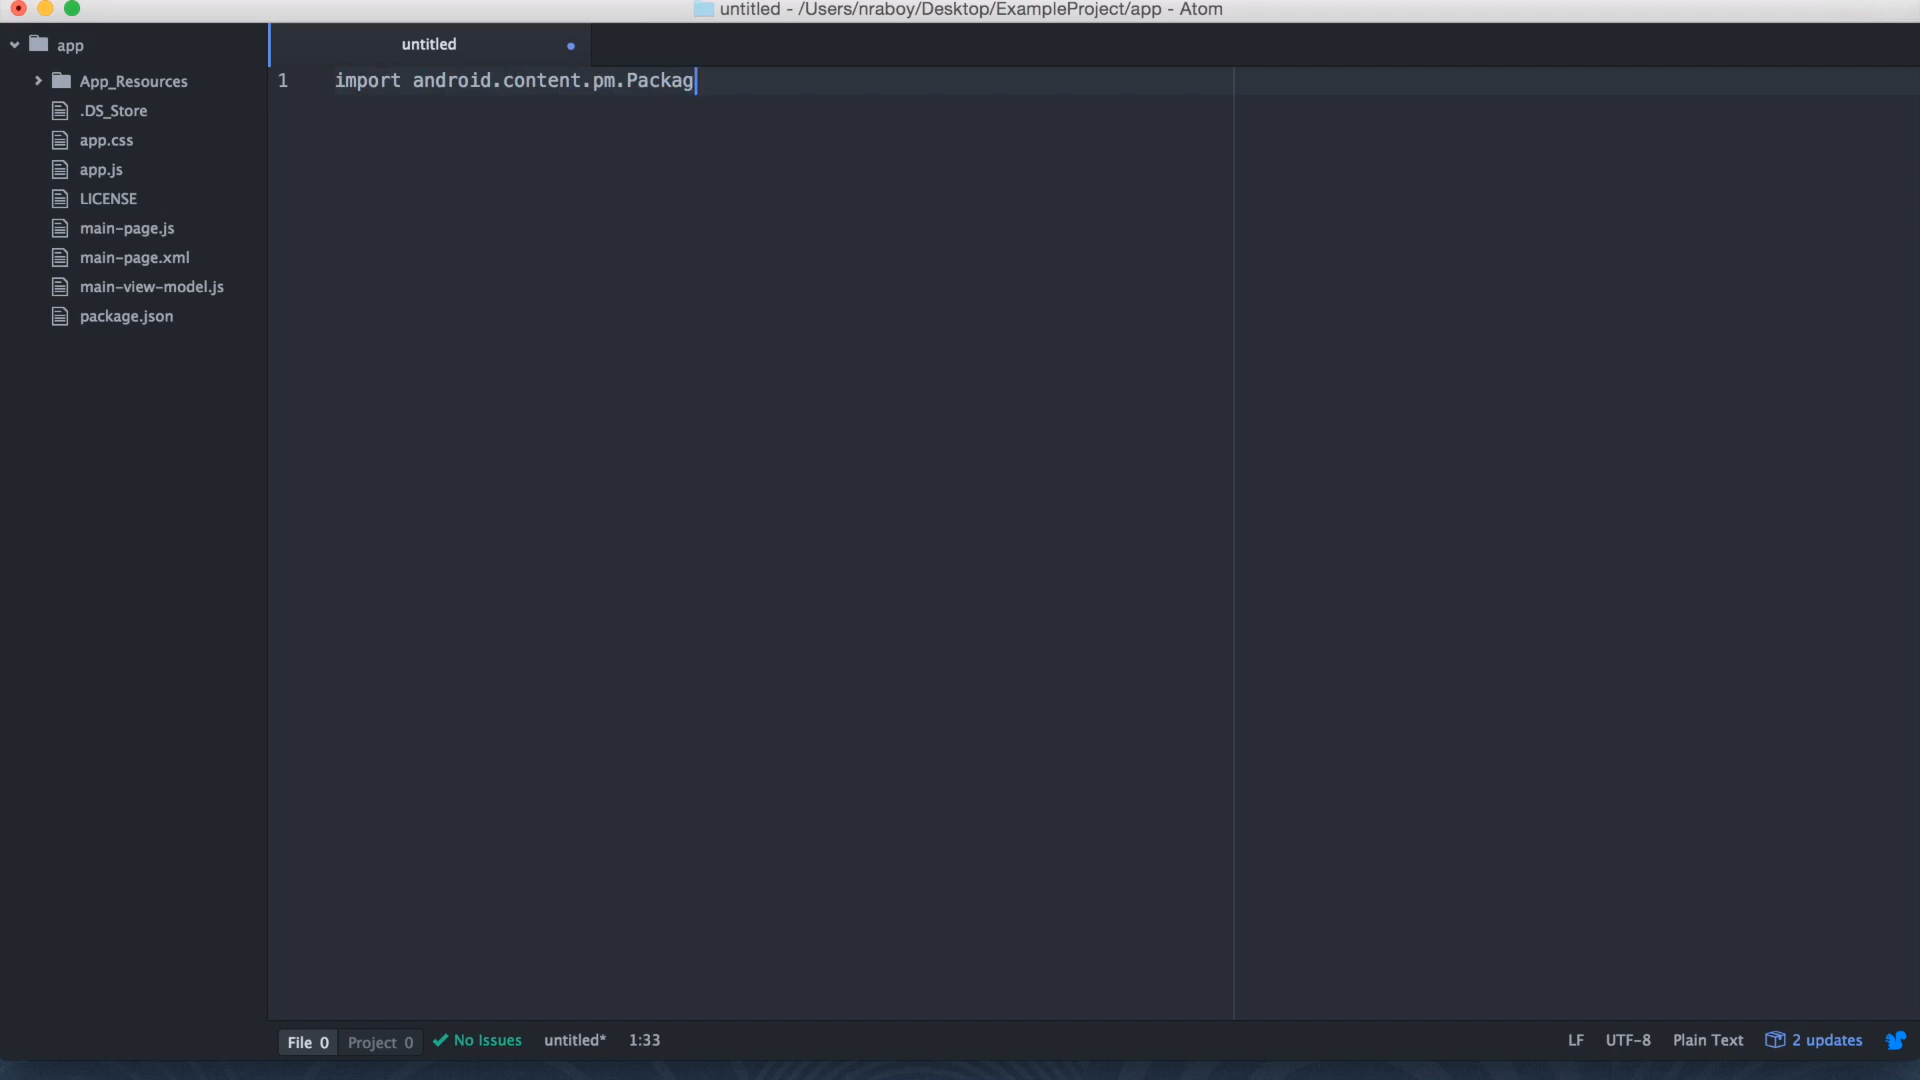 untitled - /Users/nraboy/Desktop/ExampleProject/app - Atom
app
App_Resources
.DS_Store
app.css
app.js
LICENSE
main-page.js
main-page.xml
main-view-model.js
package.json
untitled
1 import android.content.pm.Packag
File 0 Project 0 No Issues untitled* 1:33 LF UTF-8 Plain Text 2 updates